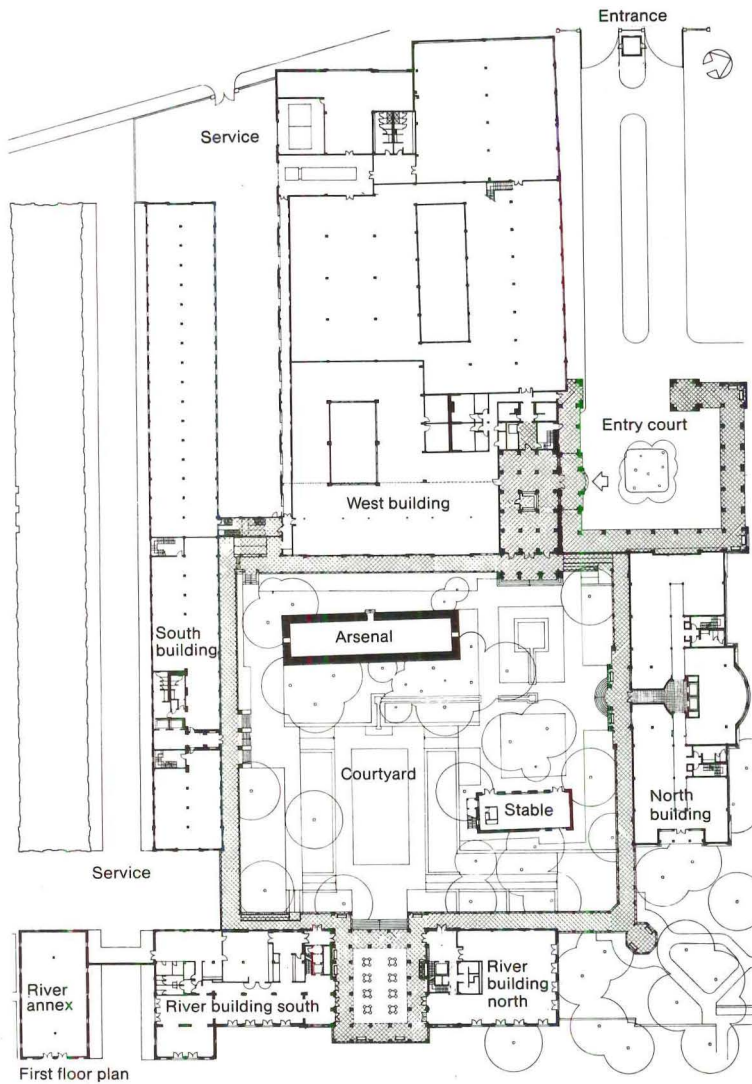 Entrance
Service
Entry court
West building
Arsenal
South
building
Courtyard
Stable
North
building
Service
River
annex
River building south
River
building
north
First floor plan